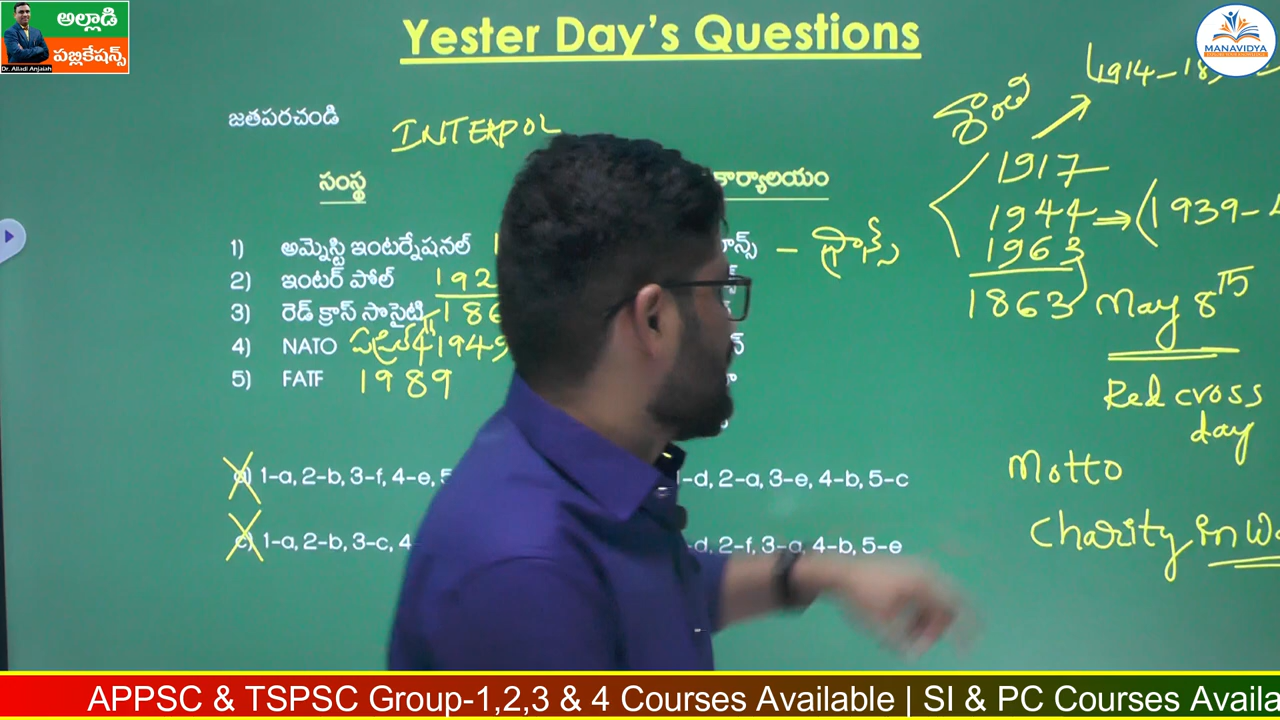 అల్లాడి
పబ్లికేషన్స్
Dr. Alladi Anjaiah
Yester Day's Questions
MANAVIDYA
(1914-18)
జతపరచండి
INTERPOL
శాంతి
సంస్థ
కార్యాలయం
1917
1944 → (1939-4
1963
1863 May 8
Red cross
day
Motto
Charity in
1) అమ్నెస్టి ఇంటర్నేషనల్
ఫ్రాన్స్
2) ఇంటర్ పోల్ 192
3) రెడ్ క్రాస్ సొసైటి 186
4) NATO ఏప్రిల్ 4 1949
5) FATF 1989
a) 1-a, 2-b, 3-f, 4-e, 5
1-d, 2-a, 3-e, 4-b, 5-c
c) 1-a, 2-b, 3-c, 4
-d, 2-f, 3-a, 4-b, 5-e
APPSC & TSPSC Group-1,2,3 & 4 Courses Available | SI & PC Courses Availa